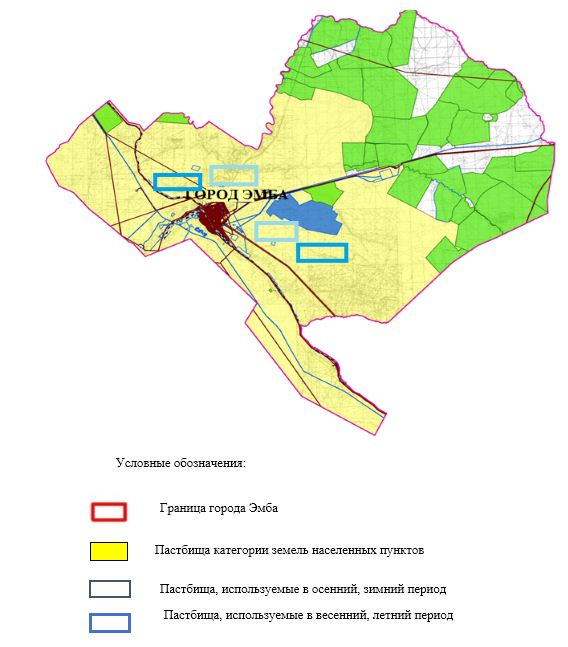 ГОРОД ЭМБА
Условные обозначения:
Граница города Эмба
Пастбища категории земель населенных пунктов
Пастбища, используемые в осенний, зимний период
Пастбища, используемые в весенний, летний период